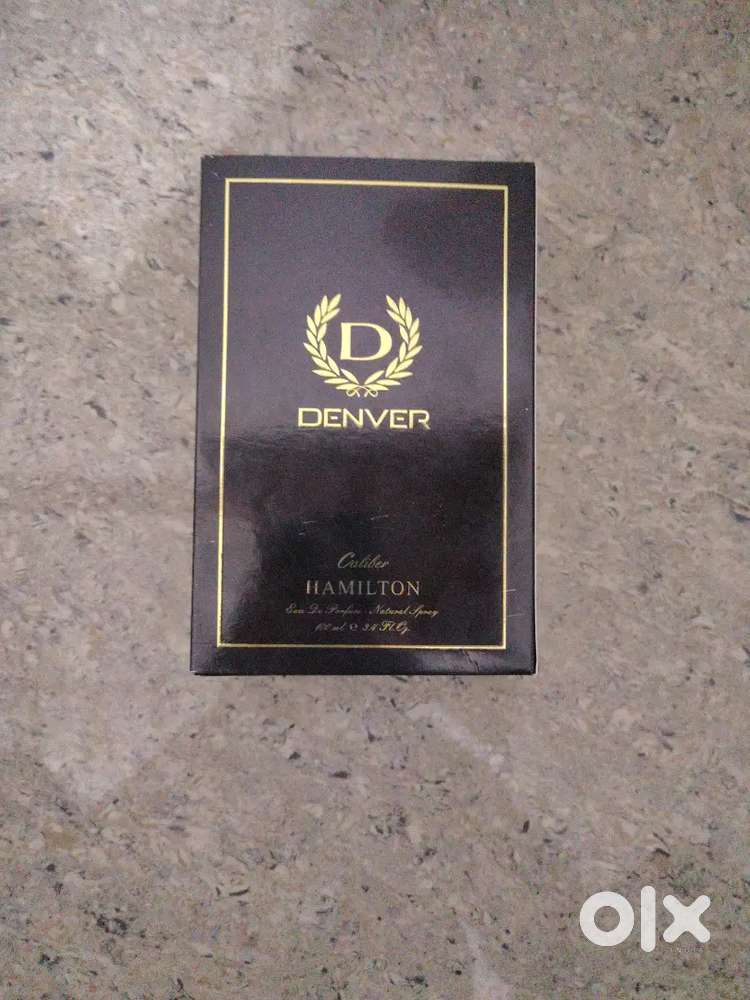 D
DENVER
Caliber
HAMILTON
Eau De Parfum - Natural Spray
100 ml. e 3.4 Fl. Oz.
olx